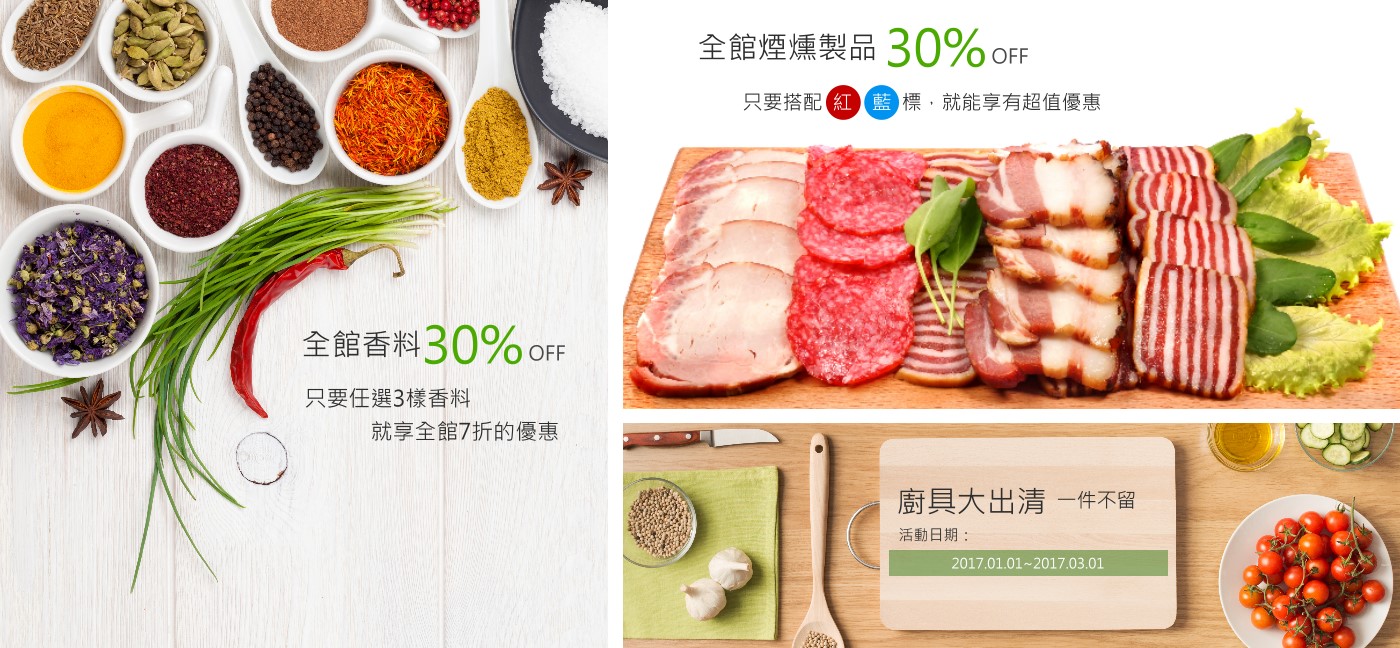 全館香料30% OFF
只要任選3樣香料
就享全館7折的優惠
全館煙燻製品 30% OFF
只要搭配 紅 藍 標，就能享有超值優惠
廚具大出清 一件不留
活動日期：
2017.01.01~2017.03.01